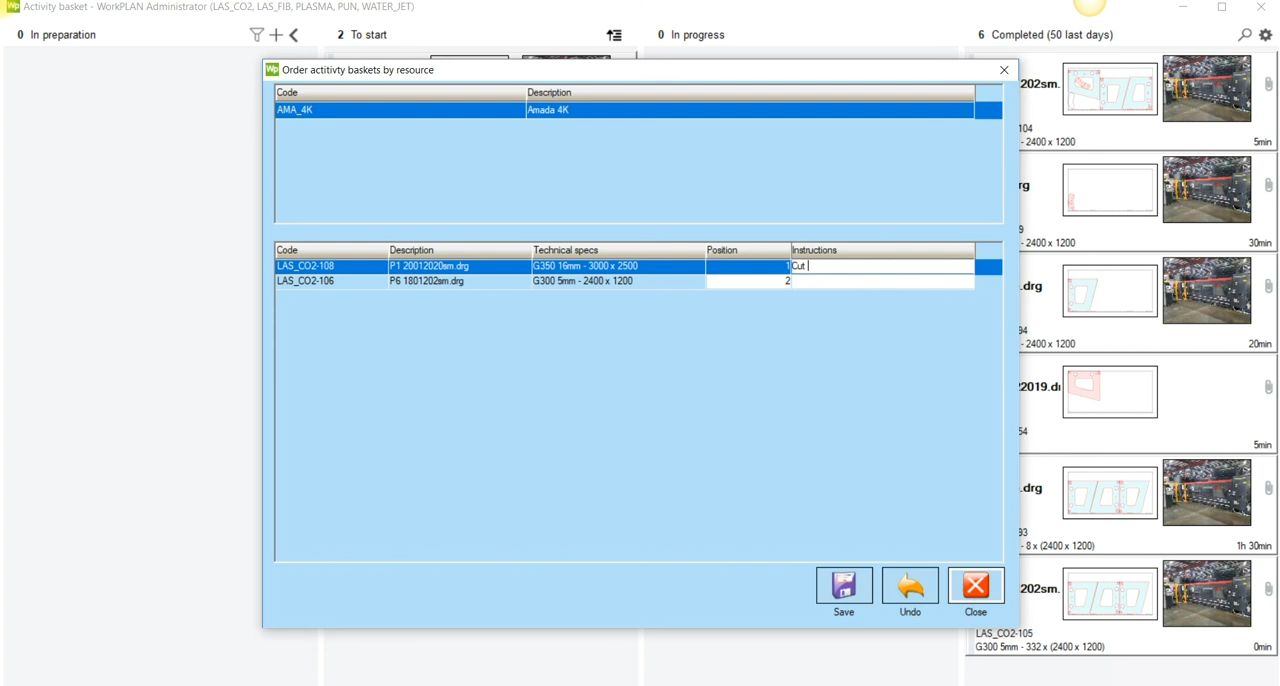 Activity basket - WorkPLAN Administrator (LAS_CO2, LAS_FIB, PLASMA, PUN, WATER_JET)
0 In preparation
2 To start
0 In progress
6 Completed (50 last days)
Order actitivty baskets by resource
Code Description
AMA_4K Amada 4K
Code Description Technical specs Position Instructions
LAS_CO2-108 P1 20012020sm.drg G350 16mm - 3000 x 2500 1 Cut
LAS_CO2-106 P6 1801202sm.drg G300 5mm - 2400 x 1200 2
Save Undo Close
202sm.
104
- 2400 x 1200 5min
rg
9
- 2400 x 1200 30min
.drg
94
- 2400 x 1200 20min
2019.d
54
5min
.drg
93
- 8 x (2400 x 1200) 1h 30min
202sm.
LAS_CO2-105
G300 5mm - 332 x (2400 x 1200) 0min